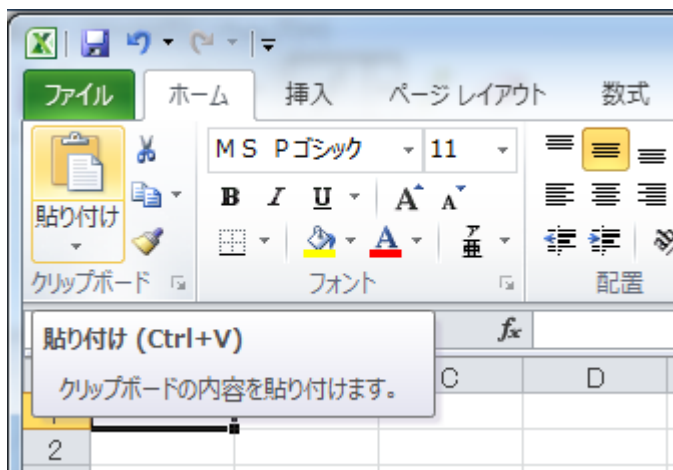 ファイル ホーム 挿入 ページ レイアウト 数式
ＭＳ Ｐゴシック 11
B I U A A
貼り付け
A ア亜
クリップボード フォント 配置
貼り付け (Ctrl+V) fx
クリップボードの内容を貼り付けます。 C D
2